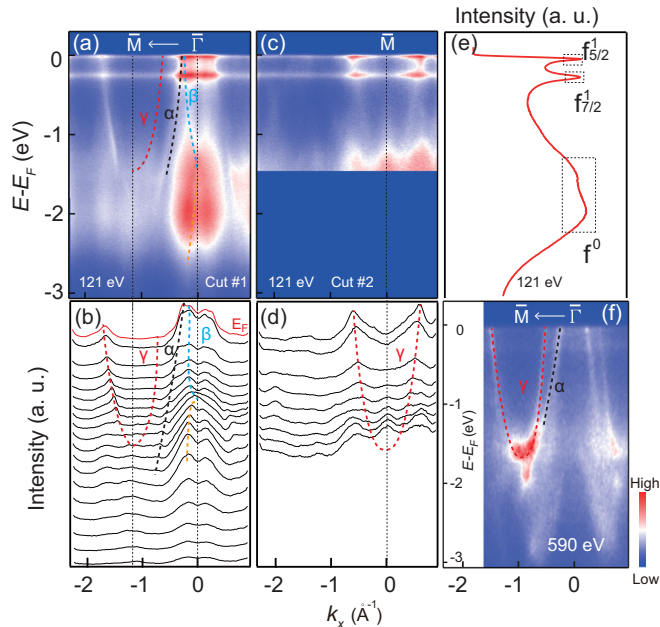 Intensity (a. u.)
(a) M̄ ← Γ̄
(c) M̄
(e) f¹5/2
f¹7/2
f⁰
121 eV
0
-1
-2
-3
E-EF (eV)
γ α β
121 eV Cut #1
121 eV Cut #2
(b) EF
γ α β
(d) γ
(f) M̄ ← Γ̄
γ α
590 eV
0
-1
-2
-3
E-EF (eV)
High
Low
Intensity (a. u.)
-2 -1 0
-2 -1 0
-1 0
kx (Å-1)